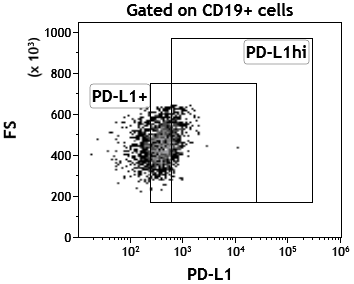 Gated on CD19+ cells
FS
(x 10³)
1000
800
600
400
200
0
PD-L1hi
PD-L1+
10² 10³ 10⁴ 10⁵ 10⁶
PD-L1